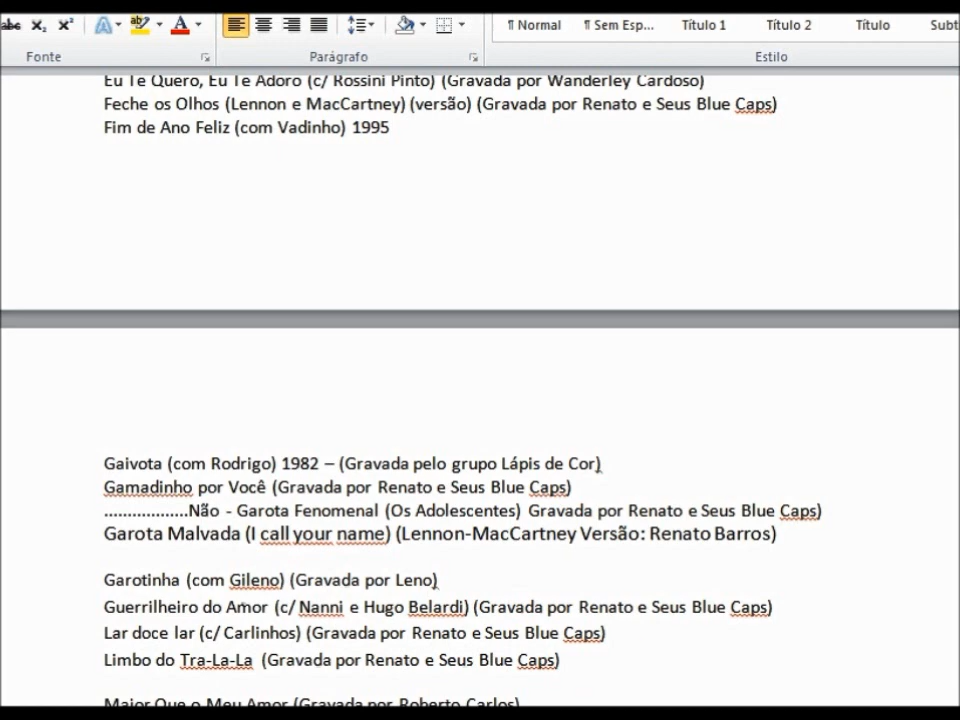 abc x₂ x² A ab A
¶ Normal ¶ Sem Esp... Título 1 Título 2 Título Subt
Fonte Parágrafo Estilo
Eu Te Quero, Eu Te Adoro (c/ Rossini Pinto) (Gravada por Wanderley Cardoso)
Feche os Olhos (Lennon e MacCartney) (versão) (Gravada por Renato e Seus Blue Caps)
Fim de Ano Feliz (com Vadinho) 1995
Gaivota (com Rodrigo) 1982 – (Gravada pelo grupo Lápis de Cor)
Gamadinho por Você (Gravada por Renato e Seus Blue Caps)
..................Não - Garota Fenomenal (Os Adolescentes) Gravada por Renato e Seus Blue Caps)
Garota Malvada (I call your name) (Lennon-MacCartney Versão: Renato Barros)
Garotinha (com Gileno) (Gravada por Leno)
Guerrilheiro do Amor (c/ Nanni e Hugo Belardi) (Gravada por Renato e Seus Blue Caps)
Lar doce lar (c/ Carlinhos) (Gravada por Renato e Seus Blue Caps)
Limbo do Tra-La-La (Gravada por Renato e Seus Blue Caps)
Maior Que o Meu Amor (Gravada por Roberto Carlos)